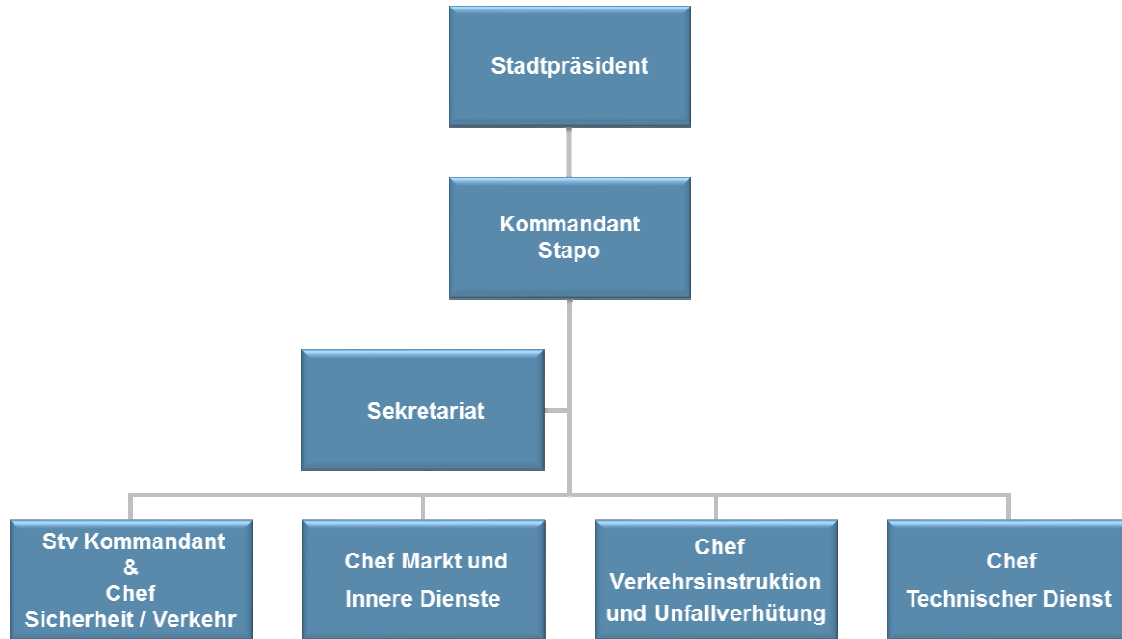 Stadtpräsident
Kommandant
Stapo
Sekretariat
Stv Kommandant
&
Chef
Sicherheit / Verkehr
Chef Markt und
Innere Dienste
Chef
Verkehrsinstruktion
und Unfallverhütung
Chef
Technischer Dienst